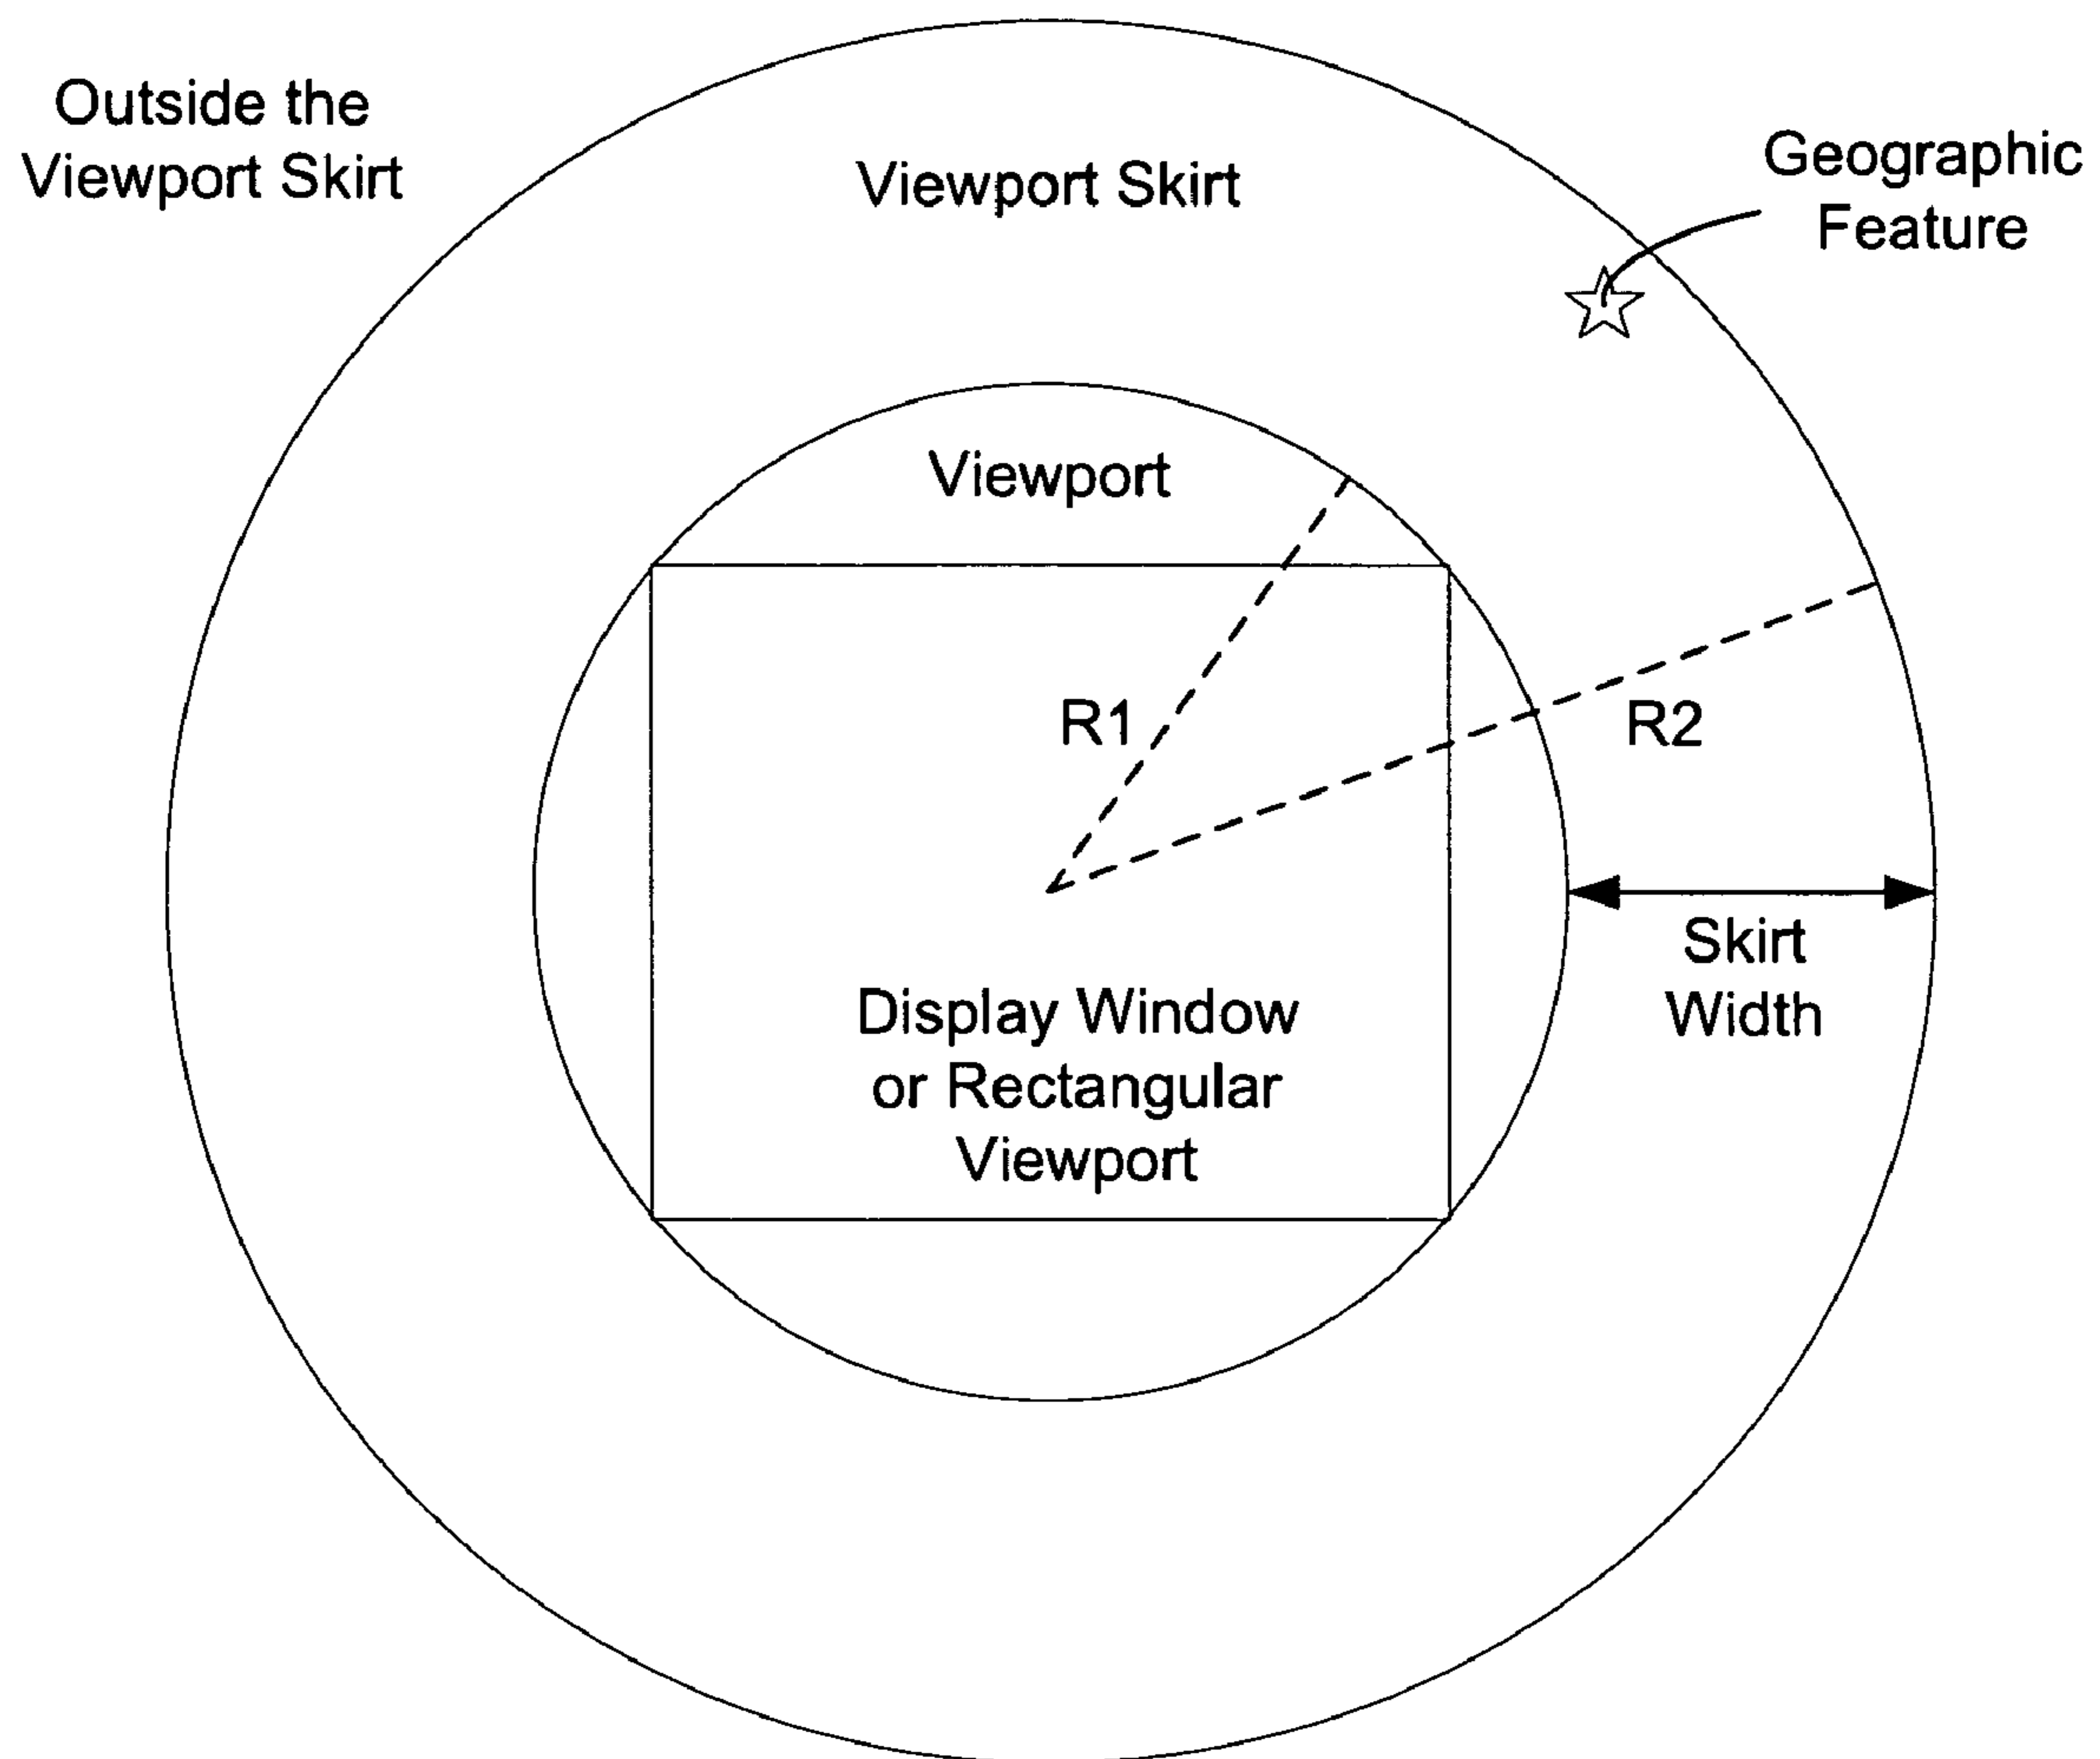 Outside the
Viewport Skirt
Viewport Skirt
Geographic
Feature
Viewport
R1
R2
Skirt
Width
Display Window
or Rectangular
Viewport